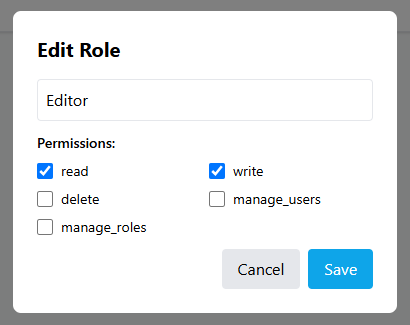 Edit Role
Editor
Permissions:
read write
delete manage_users
manage_roles
Cancel Save